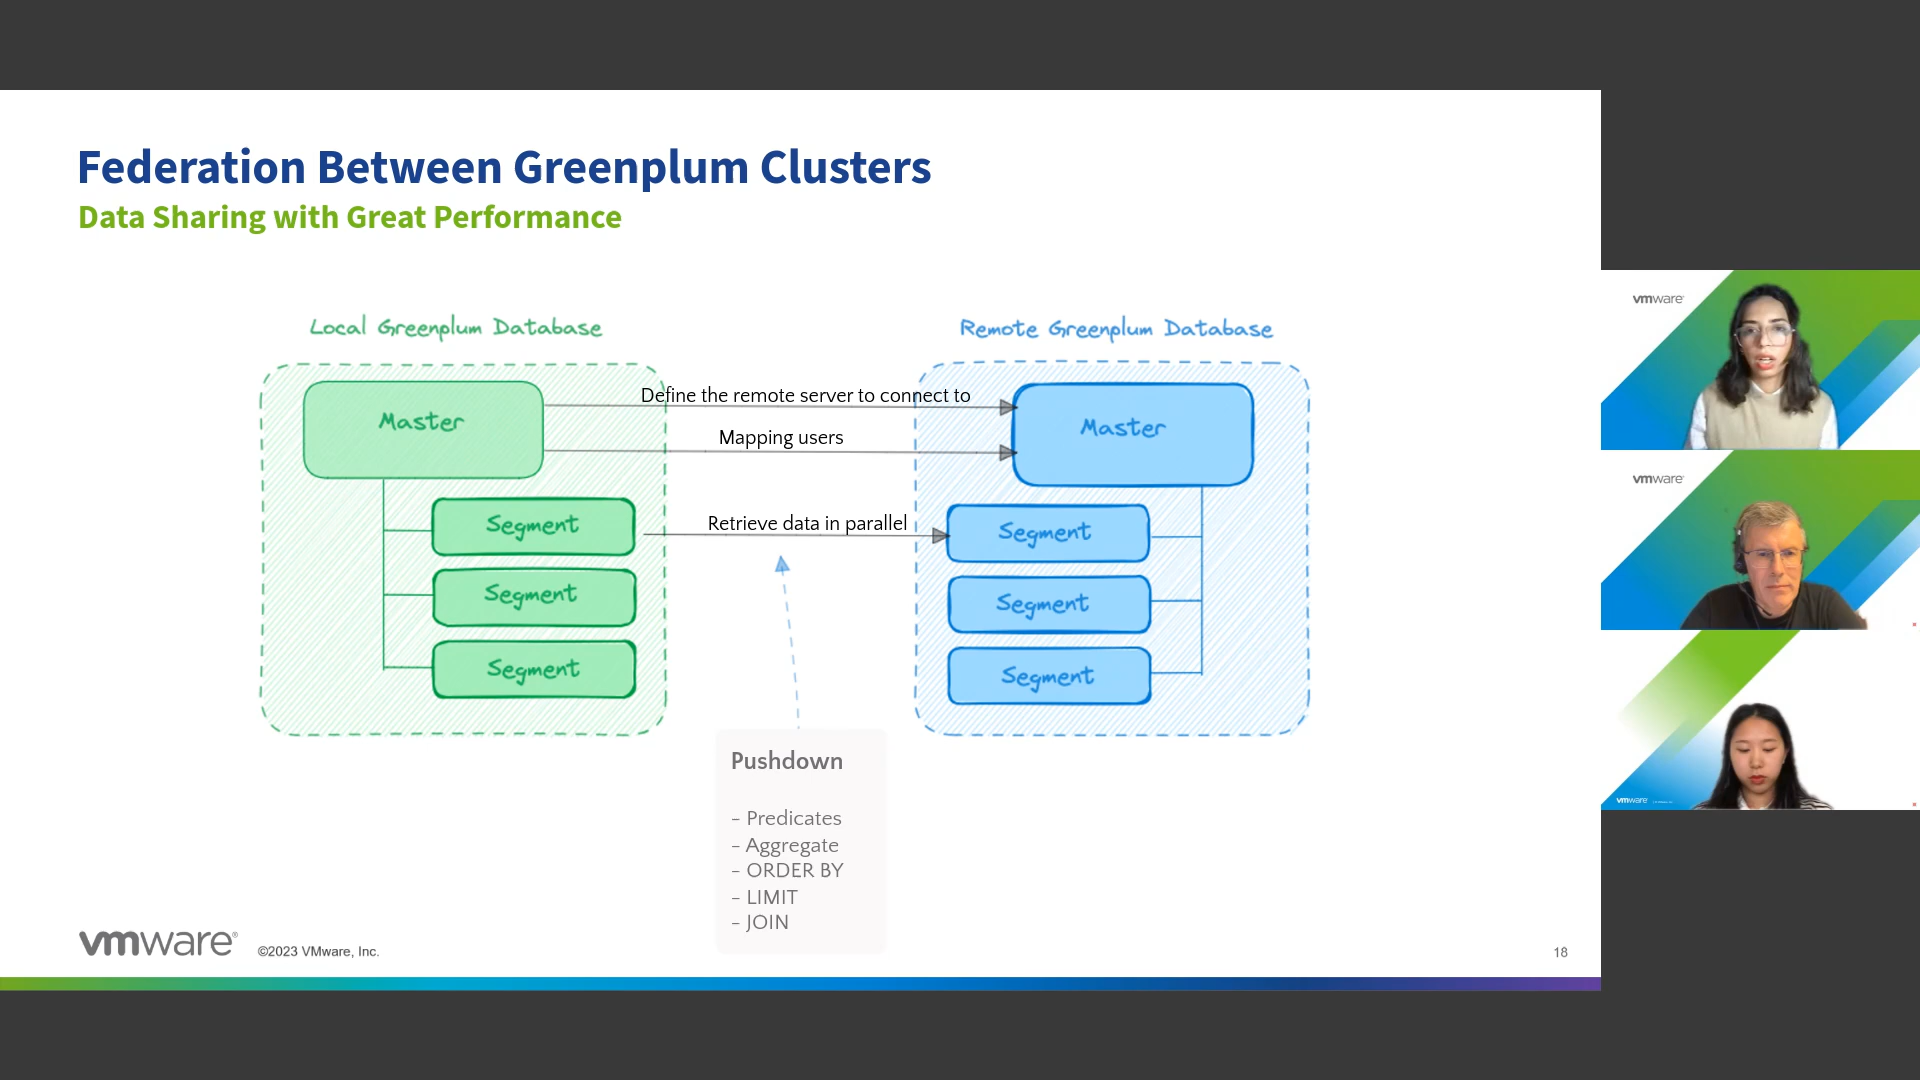 Federation Between Greenplum Clusters
Data Sharing with Great Performance
Local Greenplum Database
Remote Greenplum Database
Master
Define the remote server to connect to
Master
Mapping users
Segment
Retrieve data in parallel
Segment
Segment
Segment
Segment
Segment
Pushdown
- Predicates
- Aggregate
- ORDER BY
- LIMIT
- JOIN
vmware®
©2023 VMware, Inc.
18
vmware
vmware
vmware